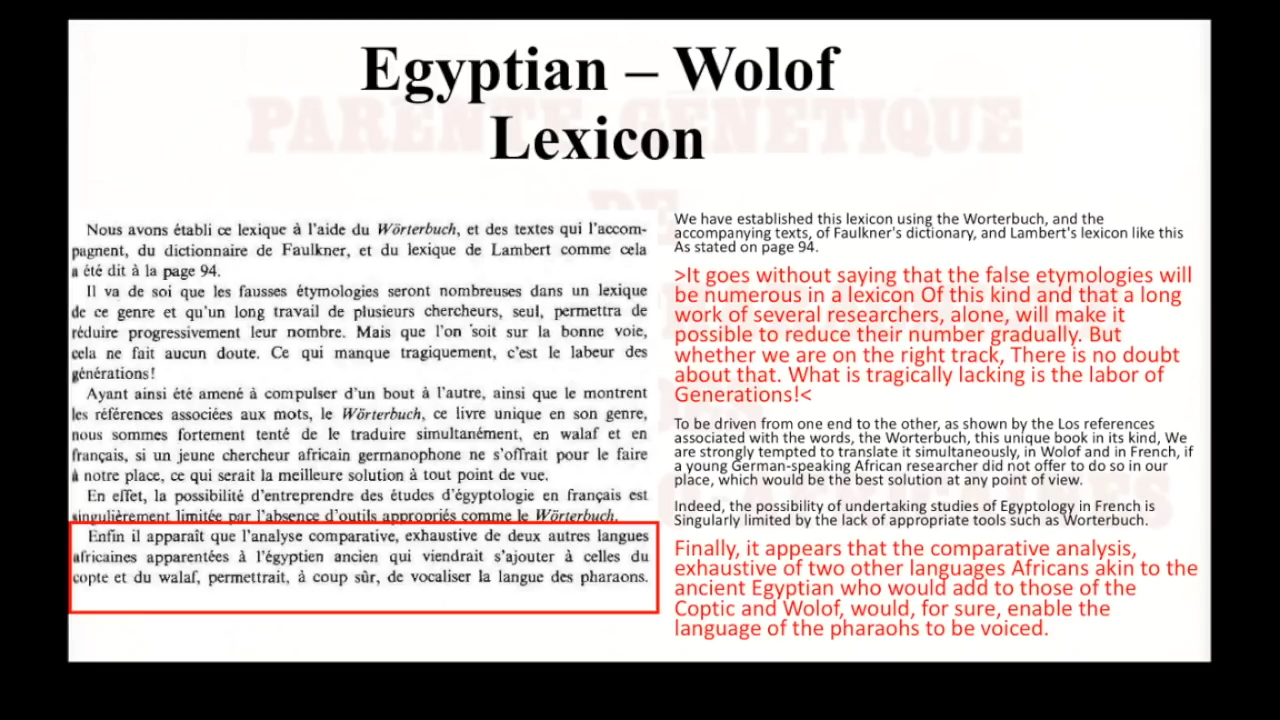 Egyptian – Wolof
Lexicon
PARENTÉ GÉNÉTIQUE
DE
Nous avons établi ce lexique à l'aide du Wörterbuch, et des textes qui l'accom-
pagnent, du dictionnaire de Faulkner, et du lexique de Lambert comme cela
a été dit à la page 94.
Il va de soi que les fausses étymologies seront nombreuses dans un lexique
de ce genre et qu'un long travail de plusieurs chercheurs, seul, permettra de
réduire progressivement leur nombre. Mais que l'on soit sur la bonne voie,
cela ne fait aucun doute. Ce qui manque tragiquement, c'est le labeur des
générations!
Ayant ainsi été amené à compulser d'un bout à l'autre, ainsi que le montrent
les références associées aux mots, le Wörterbuch, ce livre unique en son genre,
nous sommes fortement tenté de le traduire simultanément, en walaf et en
français, si un jeune chercheur africain germanophone ne s'offrait pour le faire
à notre place, ce qui serait la meilleure solution à tout point de vue.
En effet, la possibilité d'entreprendre des études d'égyptologie en français est
singulièrement limitée par l'absence d'outils appropriés comme le Wörterbuch.
Enfin il apparaît que l'analyse comparative, exhaustive de deux autres langues
africaines apparentées à l'égyptien ancien qui viendrait s'ajouter à celles du
copte et du walaf, permettrait, à coup sûr, de vocaliser la langue des pharaons.
We have established this lexicon using the Worterbuch, and the
accompanying texts, of Faulkner's dictionary, and Lambert's lexicon like this
As stated on page 94.
>It goes without saying that the false etymologies will
be numerous in a lexicon Of this kind and that a long
work of several researchers, alone, will make it
possible to reduce their number gradually. But
whether we are on the right track, There is no doubt
about that. What is tragically lacking is the labor of
Generations!<
To be driven from one end to the other, as shown by the Los references
associated with the words, the Worterbuch, this unique book in its kind, We
are strongly tempted to translate it simultaneously, in Wolof and in French, if
a young German-speaking African researcher did not offer to do so in our
place, which would be the best solution at any point of view.
Indeed, the possibility of undertaking studies of Egyptology in French is
Singularly limited by the lack of appropriate tools such as Worterbuch.
Finally, it appears that the comparative analysis,
exhaustive of two other languages Africans akin to the
ancient Egyptian who would add to those of the
Coptic and Wolof, would, for sure, enable the
language of the pharaohs to be voiced.